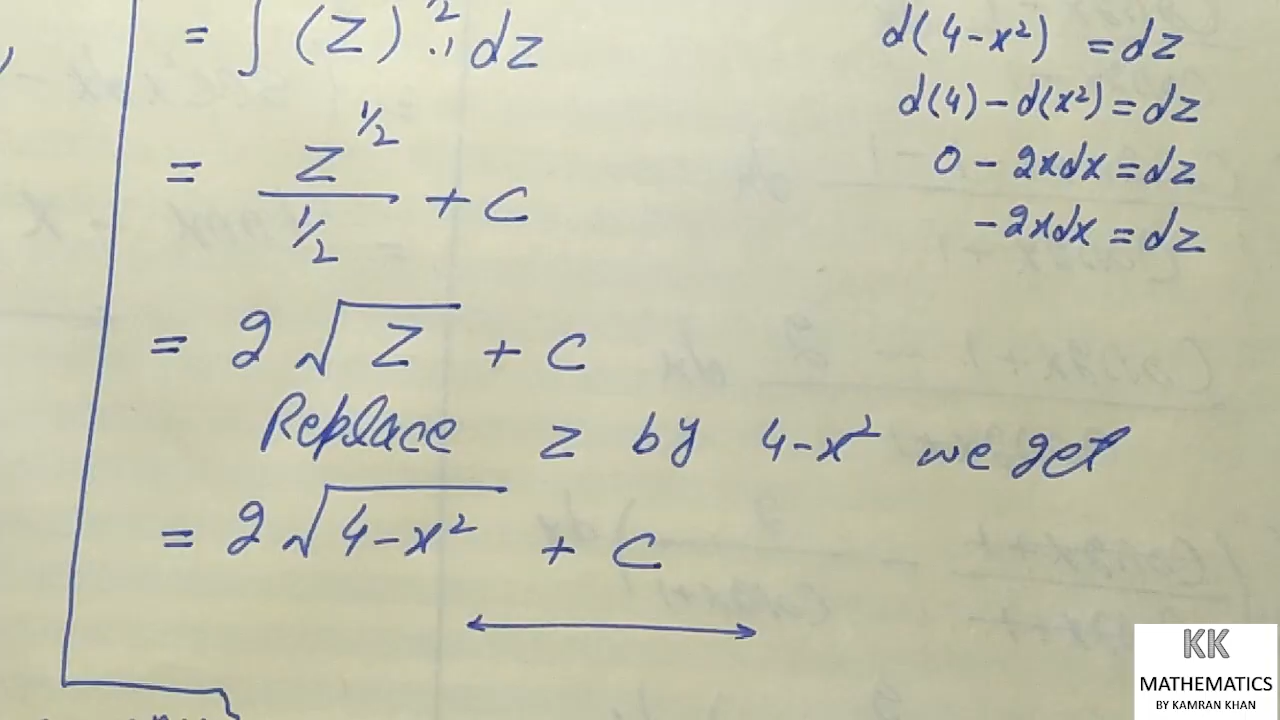 = ∫ (Z)^2 dz
= Z^1/2 / 1/2 + C
= 2 √Z + C
Replace z by 4-x² we get
= 2 √4-x² + C
d(4-x²) = dz
d(4) - d(x²) = dz
0 - 2xdx = dz
-2xdx = dz
KK
MATHEMATICS
BY KAMRAN KHAN